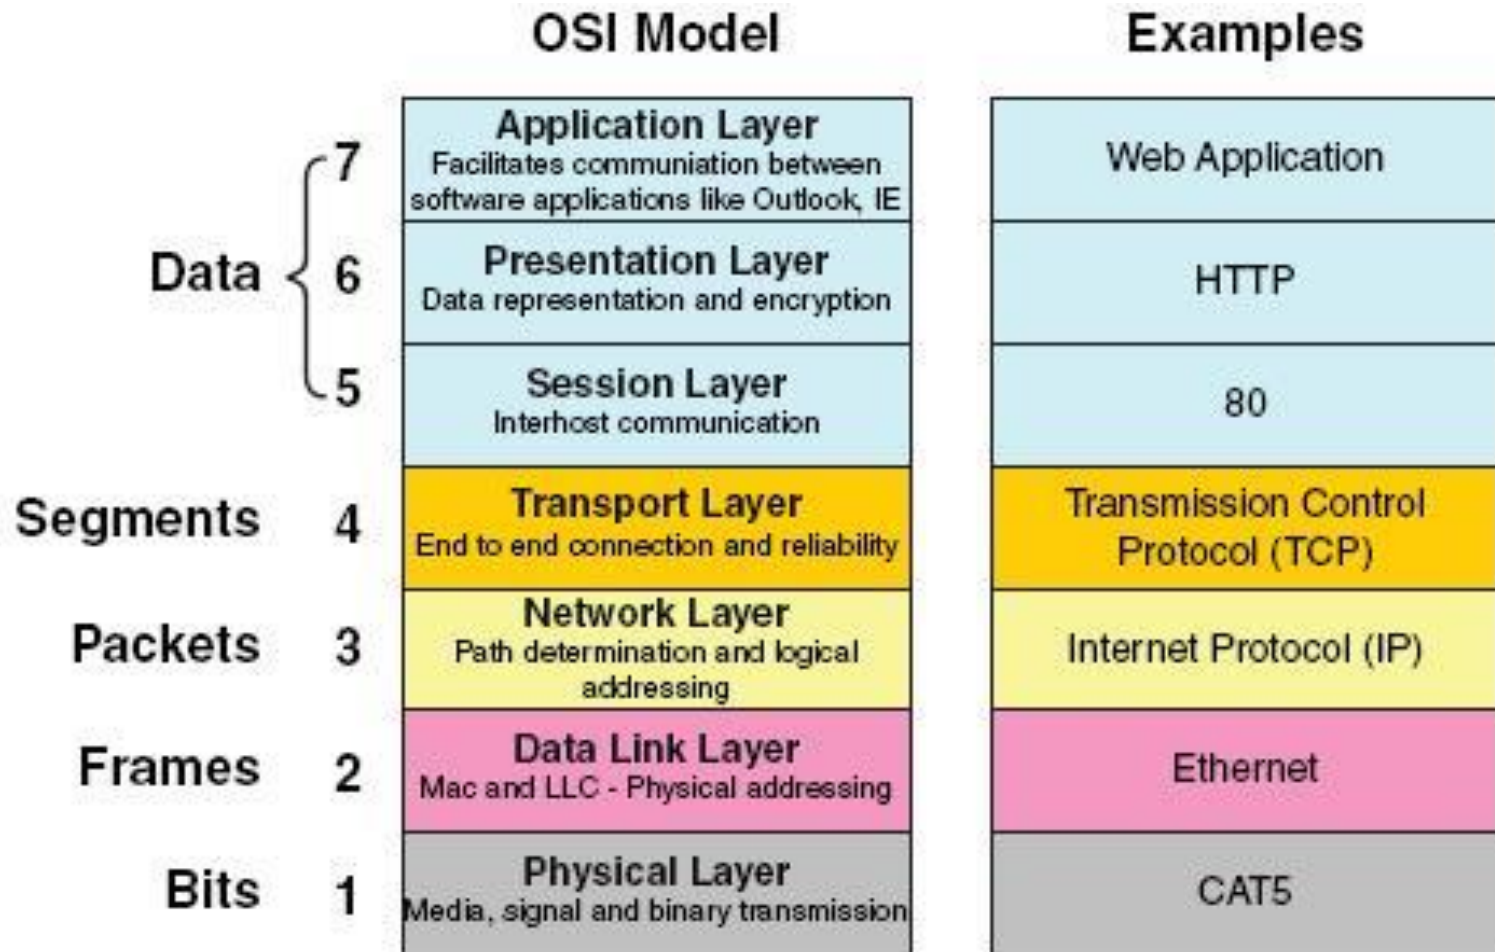 OSI Model
Examples
7
Application Layer
Facilitates communiation between
software applications like Outlook, IE
Web Application
Data
6
Presentation Layer
Data representation and encryption
HTTP
5
Session Layer
Interhost communication
80
Segments
4
Transport Layer
End to end connection and reliability
Transmission Control
Protocol (TCP)
Packets
3
Network Layer
Path determination and logical
addressing
Internet Protocol (IP)
Frames
2
Data Link Layer
Mac and LLC - Physical addressing
Ethernet
Bits
1
Physical Layer
Media, signal and binary transmission
CAT5